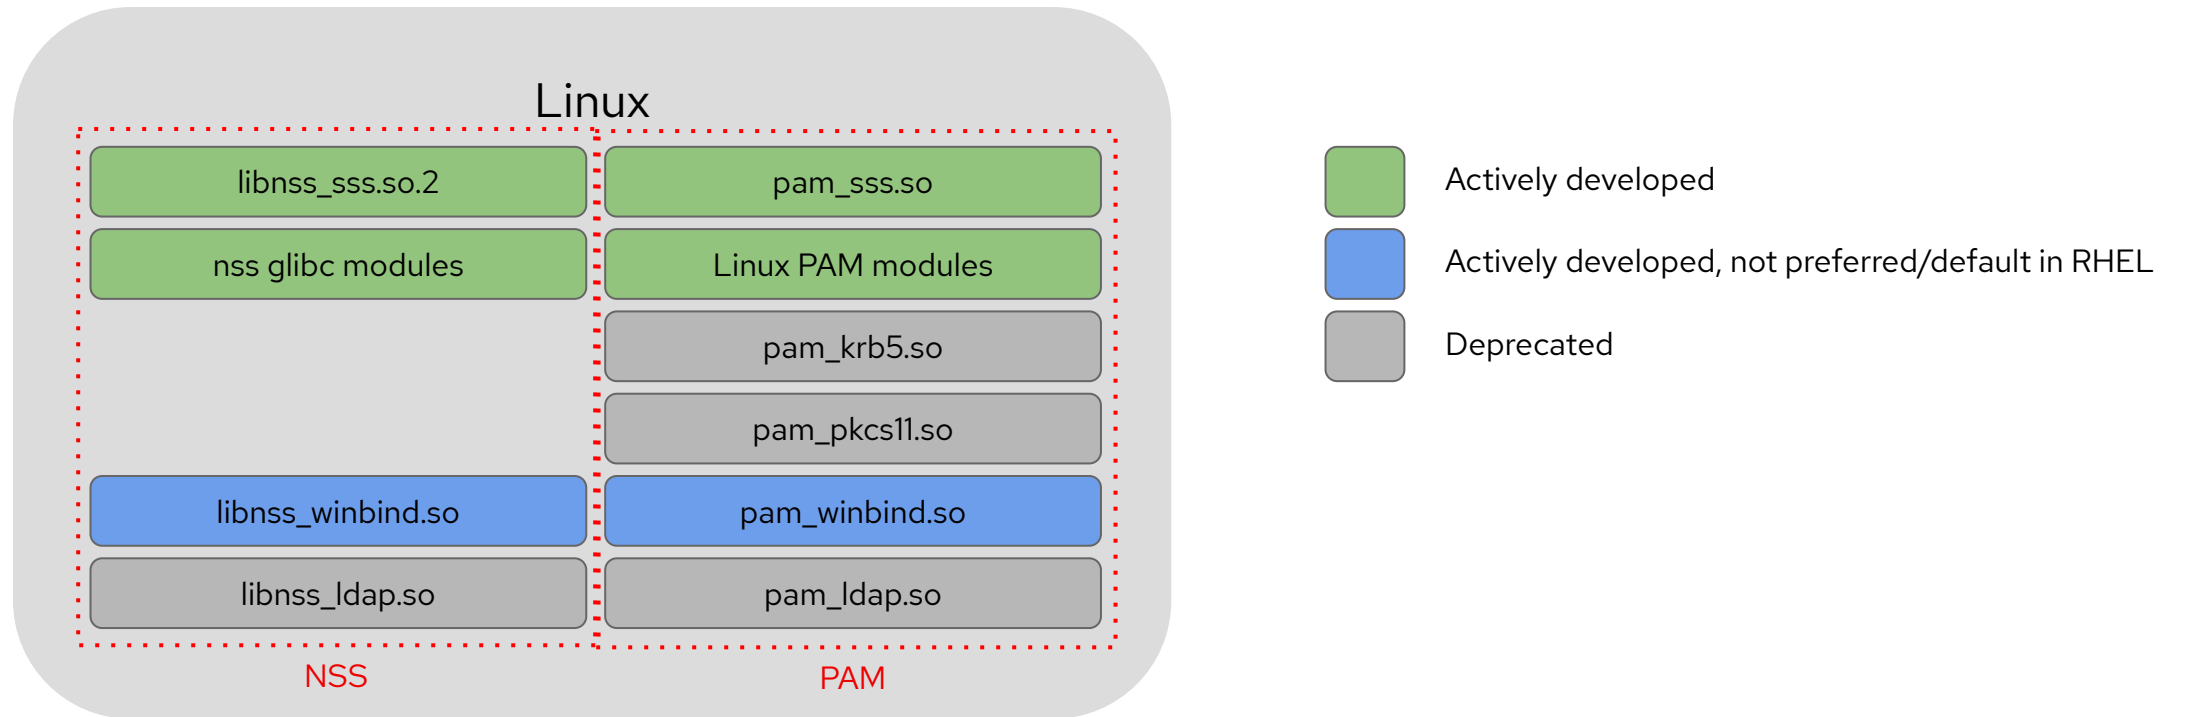 Linux
libnss_sss.so.2
nss glibc modules
libnss_winbind.so
libnss_ldap.so
NSS
pam_sss.so
Linux PAM modules
pam_krb5.so
pam_pkcs11.so
pam_winbind.so
pam_ldap.so
PAM
Actively developed
Actively developed, not preferred/default in RHEL
Deprecated